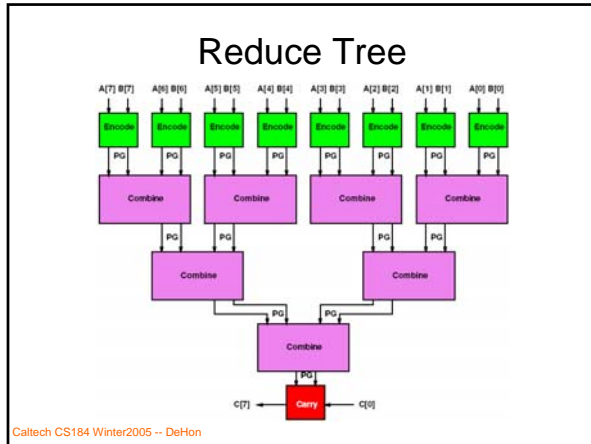 Reduce Tree
A[7] B[7] A[6] B[6] A[5] B[5] A[4] B[4] A[3] B[3] A[2] B[2] A[1] B[1] A[0] B[0]
Encode Encode Encode Encode Encode Encode Encode Encode
PG PG PG PG PG PG PG PG
Combine Combine Combine Combine
PG PG PG PG
Combine Combine
PG PG
Combine
PG
C[7] Carry C[0]
Caltech CS184 Winter2005 -- DeHon